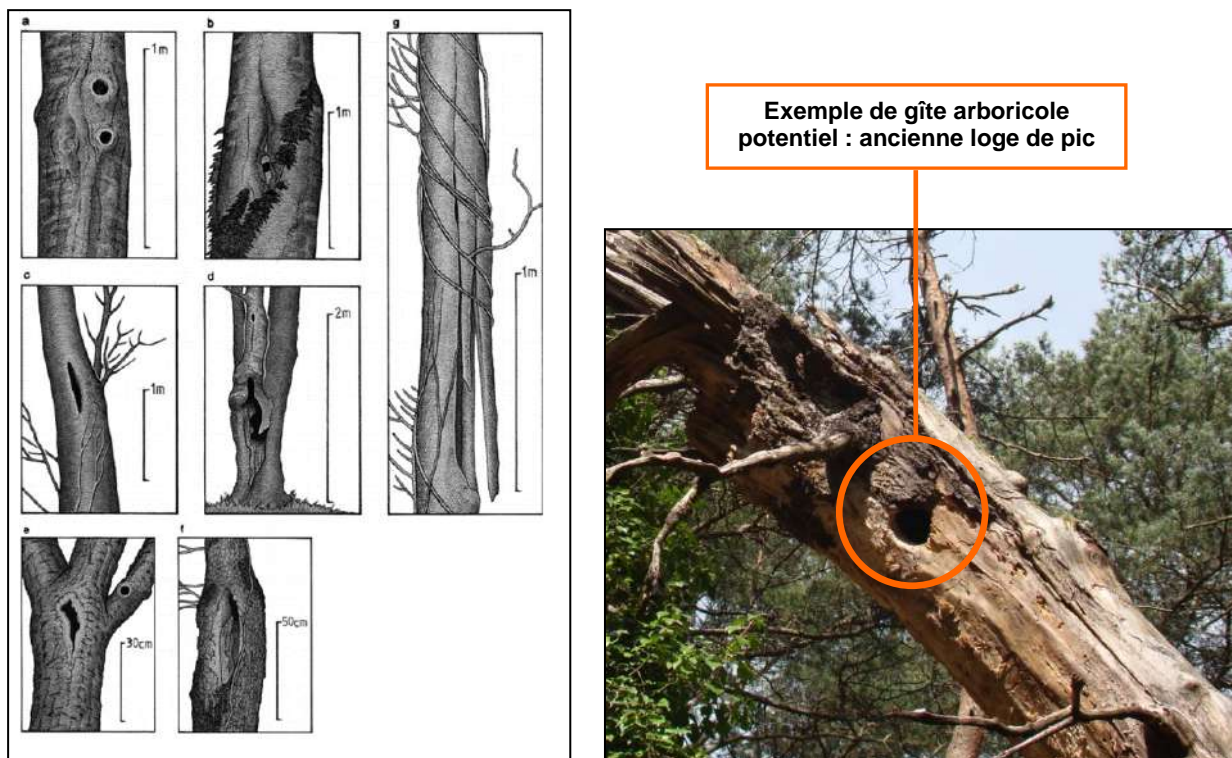 a
b
g
1m
1m
c
d
1m
2m
1m
e
f
30cm
50cm
Exemple de gîte arboricole
potentiel : ancienne loge de pic